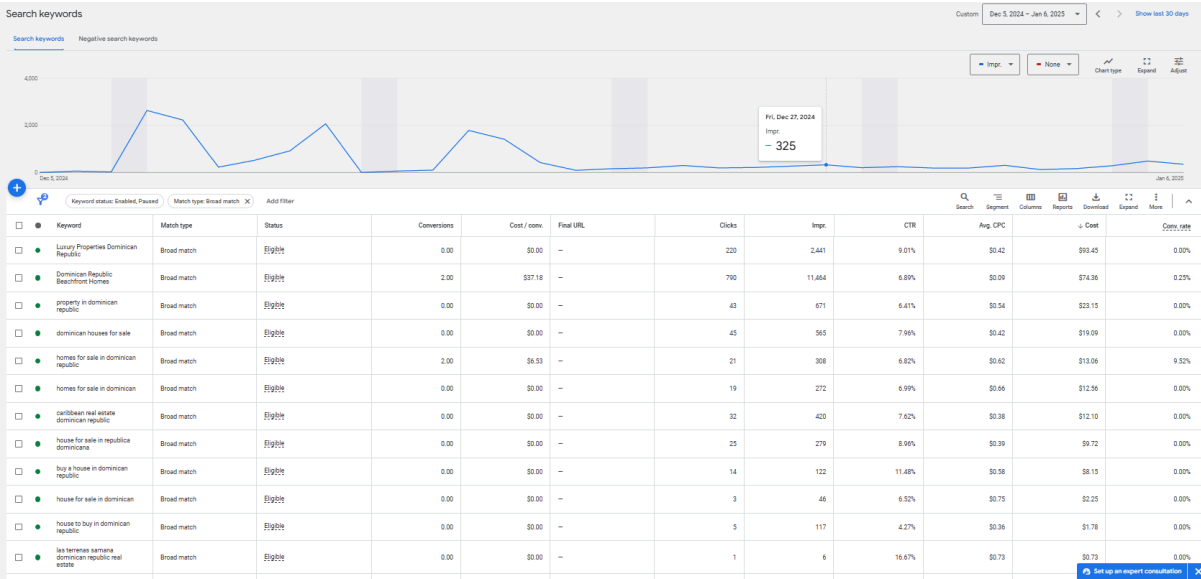 Search keywords
Custom Dec 5, 2024 – Jan 6, 2025 Show last 30 days
Search keywords Negative search keywords
Impr. None Chart type Expand Adjust
4,000
2,000
0
Fri, Dec 27, 2024
Impr.
325
Dec 5, 2024 Jan 6, 2025
2 Keyword status: Enabled, Paused Match type: Broad match Add filter Search Segment Columns Reports Download Expand More
Keyword Match type Status Conversions Cost / conv. Final URL Clicks Impr. CTR Avg. CPC ↓ Cost Conv. rate
Luxury Properties Dominican
Republic Broad match Eligible 0.00 $0.00 – 220 2,441 9.01% $0.42 $93.45 0.00%
Dominican Republic
Beachfront Homes Broad match Eligible 2.00 $37.18 – 790 11,464 6.89% $0.09 $74.36 0.25%
property in dominican
republic Broad match Eligible 0.00 $0.00 – 43 671 6.41% $0.54 $23.15 0.00%
dominican houses for sale Broad match Eligible 0.00 $0.00 – 45 565 7.96% $0.42 $19.09 0.00%
homes for sale in dominican
republic Broad match Eligible 2.00 $6.53 – 21 308 6.82% $0.62 $13.06 9.52%
homes for sale in dominican Broad match Eligible 0.00 $0.00 – 19 272 6.99% $0.66 $12.56 0.00%
caribbean real estate
dominican republic Broad match Eligible 0.00 $0.00 – 32 420 7.62% $0.38 $12.10 0.00%
house for sale in republica
dominicana Broad match Eligible 0.00 $0.00 – 25 279 8.96% $0.39 $9.72 0.00%
buy a house in dominican
republic Broad match Eligible 0.00 $0.00 – 14 122 11.48% $0.58 $8.15 0.00%
house for sale in dominican Broad match Eligible 0.00 $0.00 – 3 46 6.52% $0.75 $2.25 0.00%
house to buy in dominican
republic Broad match Eligible 0.00 $0.00 – 5 117 4.27% $0.36 $1.78 0.00%
las terrenas samana
dominican republic real
estate Broad match Eligible 0.00 $0.00 – 1 6 16.67% $0.73 $0.73 0.00%
Set up an expert consultation